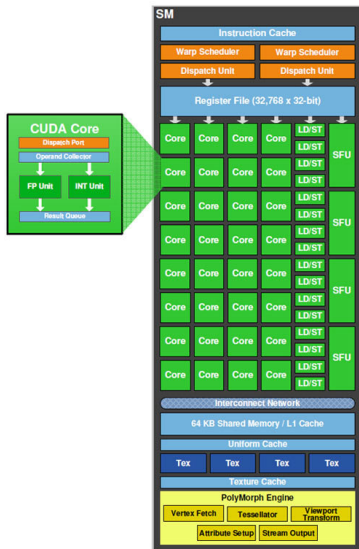 SM
Instruction Cache
Warp Scheduler Warp Scheduler
Dispatch Unit Dispatch Unit
Register File (32,768 x 32-bit)
CUDA Core
Dispatch Port
Operand Collector
FP Unit INT Unit
Result Queue
Core Core Core Core LD/ST LD/ST SFU
Core Core Core Core LD/ST LD/ST
Core Core Core Core LD/ST LD/ST SFU
Core Core Core Core LD/ST LD/ST
Core Core Core Core LD/ST LD/ST SFU
Core Core Core Core LD/ST LD/ST
Core Core Core Core LD/ST LD/ST SFU
Core Core Core Core LD/ST LD/ST
Interconnect Network
64 KB Shared Memory / L1 Cache
Uniform Cache
Tex Tex Tex Tex
Texture Cache
PolyMorph Engine
Vertex Fetch Tessellator Viewport Transform
Attribute Setup Stream Output